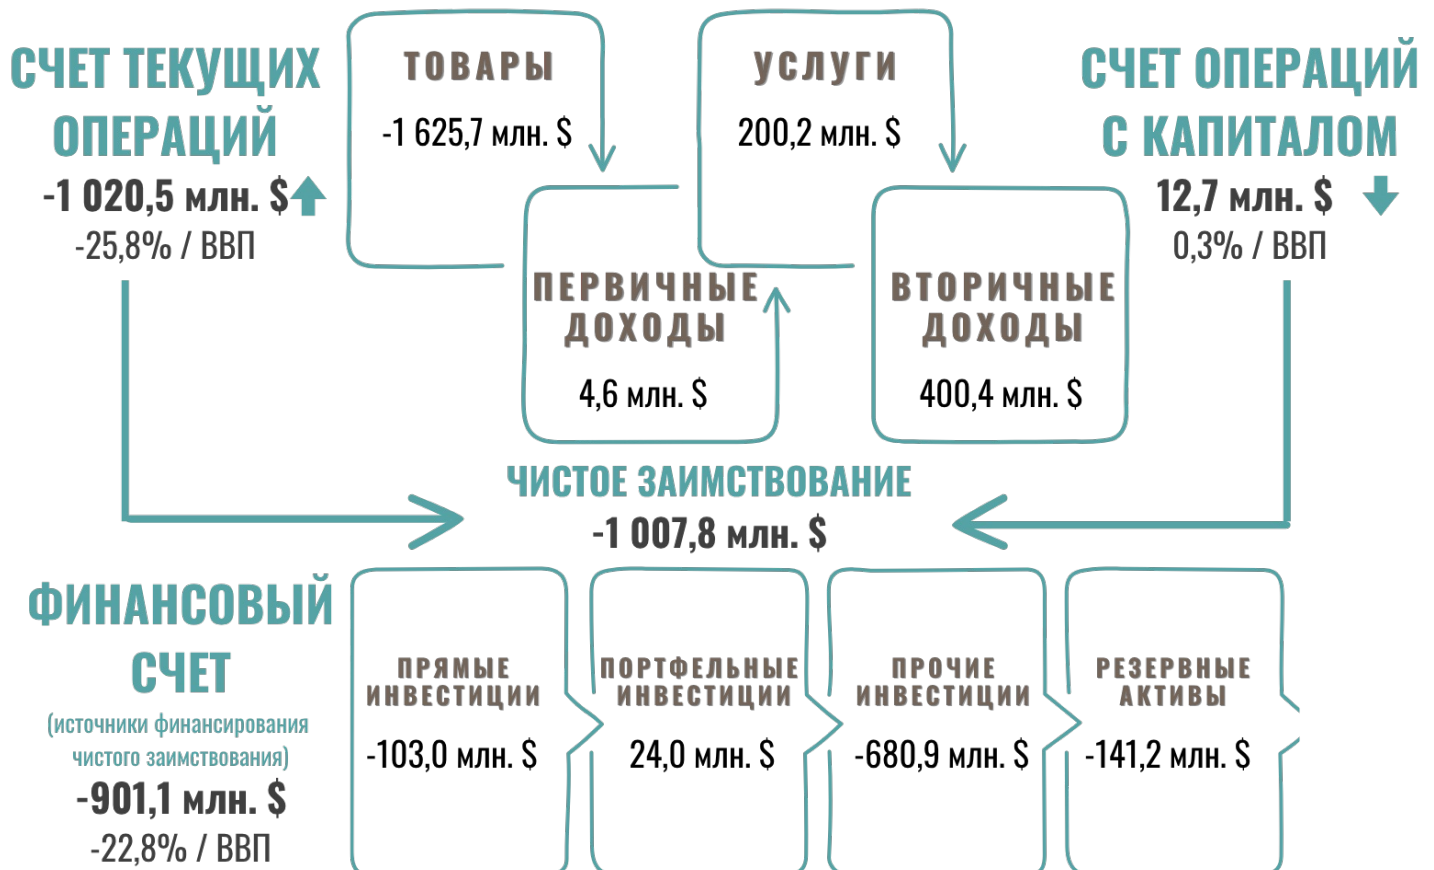 СЧЕТ ТЕКУЩИХ
ОПЕРАЦИЙ
-1 020,5 млн. $
-25,8% / ВВП
ТОВАРЫ
-1 625,7 млн. $
УСЛУГИ
200,2 млн. $
СЧЕТ ОПЕРАЦИЙ
С КАПИТАЛОМ
12,7 млн. $
0,3% / ВВП
ПЕРВИЧНЫЕ
ДОХОДЫ
4,6 млн. $
ВТОРИЧНЫЕ
ДОХОДЫ
400,4 млн. $
ЧИСТОЕ ЗАИМСТВОВАНИЕ
-1 007,8 млн. $
ФИНАНСОВЫЙ
СЧЕТ
(источники финансирования
чистого заимствования)
-901,1 млн. $
-22,8% / ВВП
ПРЯМЫЕ
ИНВЕСТИЦИИ
-103,0 млн. $
ПОРТФЕЛЬНЫЕ
ИНВЕСТИЦИИ
24,0 млн. $
ПРОЧИЕ
ИНВЕСТИЦИИ
-680,9 млн. $
РЕЗЕРВНЫЕ
АКТИВЫ
-141,2 млн. $